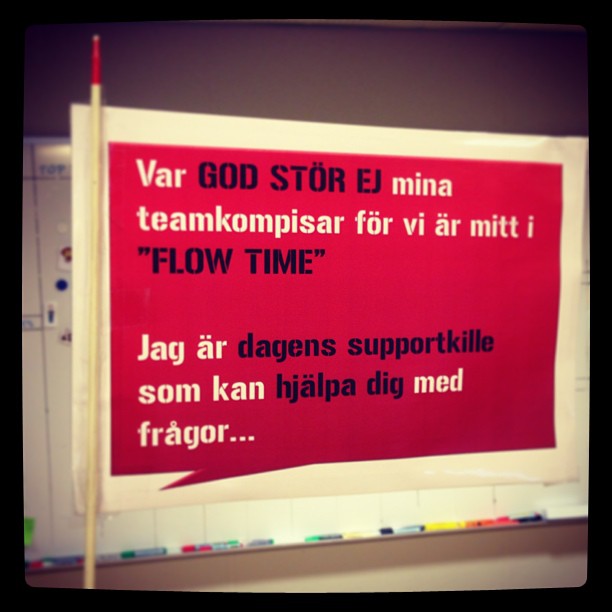 Var GOD STÖR EJ mina
teamkompisar för vi är mitt i
"FLOW TIME"
Jag är dagens supportkille
som kan hjälpa dig med
frågor...